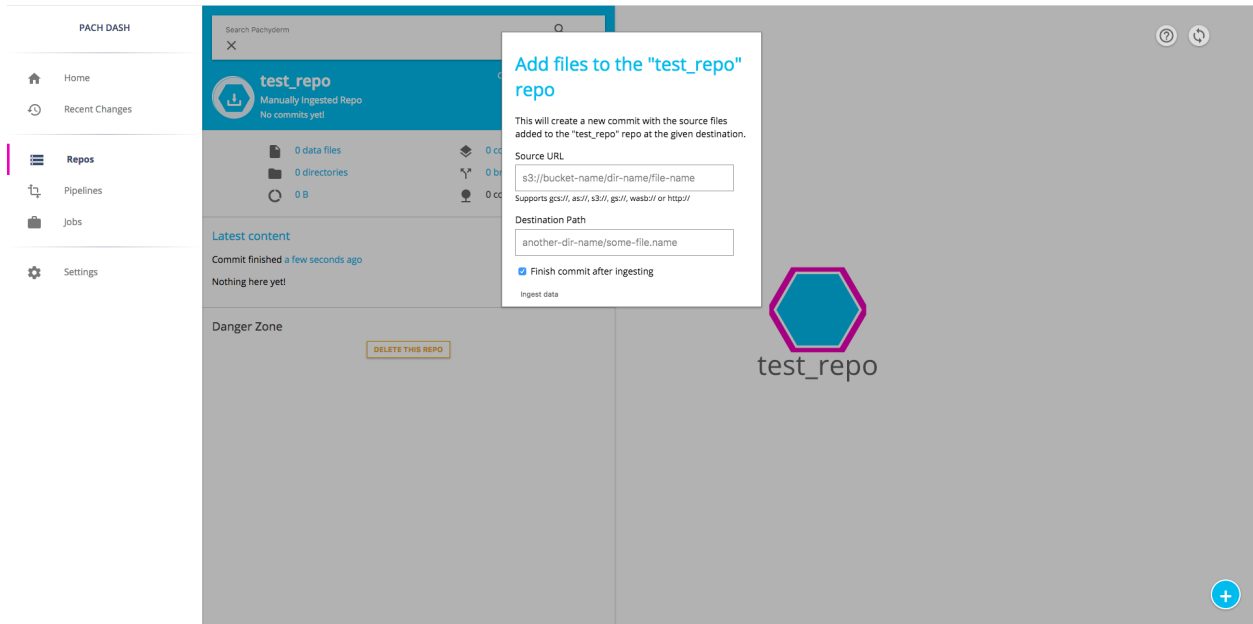 PACH DASH
Home
Recent Changes
Repos
Pipelines
Jobs
Settings
Search Pachyderm
test_repo
Manually Ingested Repo
No commits yet!
0 data files
0 directories
0 B
Latest content
Commit finished a few seconds ago
Nothing here yet!
Danger Zone
DELETE THIS REPO
Add files to the "test_repo"
repo
This will create a new commit with the source files
added to the "test_repo" repo at the given destination.
Source URL
s3://bucket-name/dir-name/file-name
Supports gcs://, as://, s3://, gs://, wasb:// or http://
Destination Path
another-dir-name/some-file.name
Finish commit after ingesting
Ingest data
test_repo